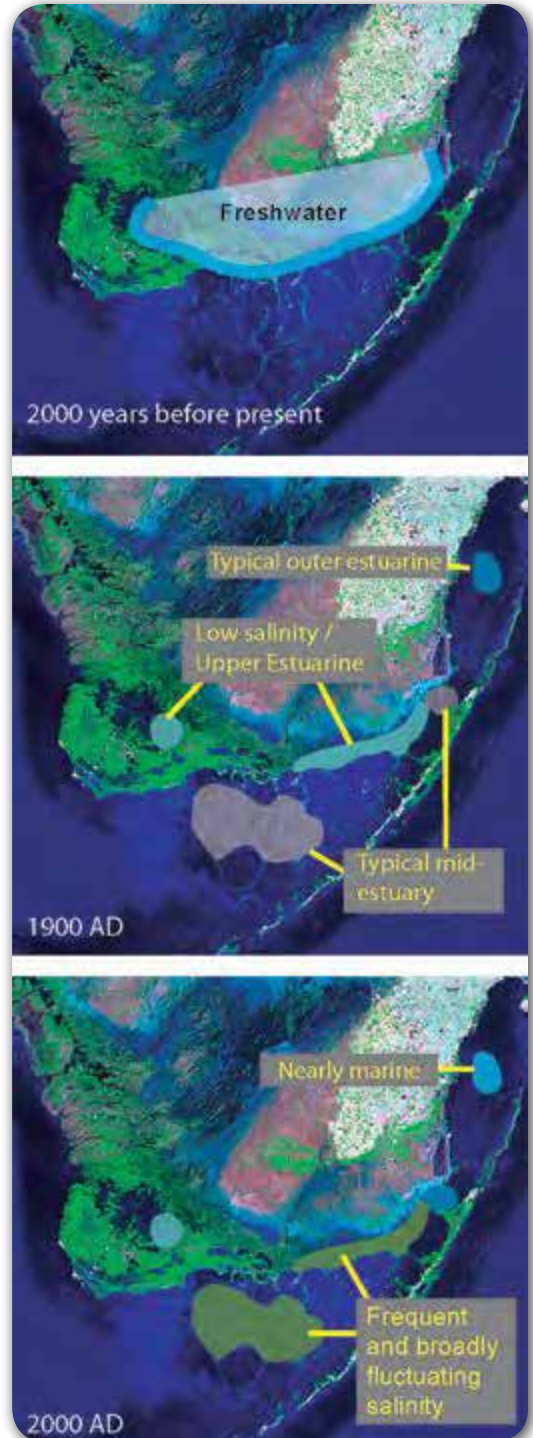 Freshwater
2000 years before present
Typical outer estuarine
Low salinity /
Upper Estuarine
Typical mid-
estuary
1900 AD
Nearly marine
Frequent
and broadly
fluctuating
salinity
2000 AD